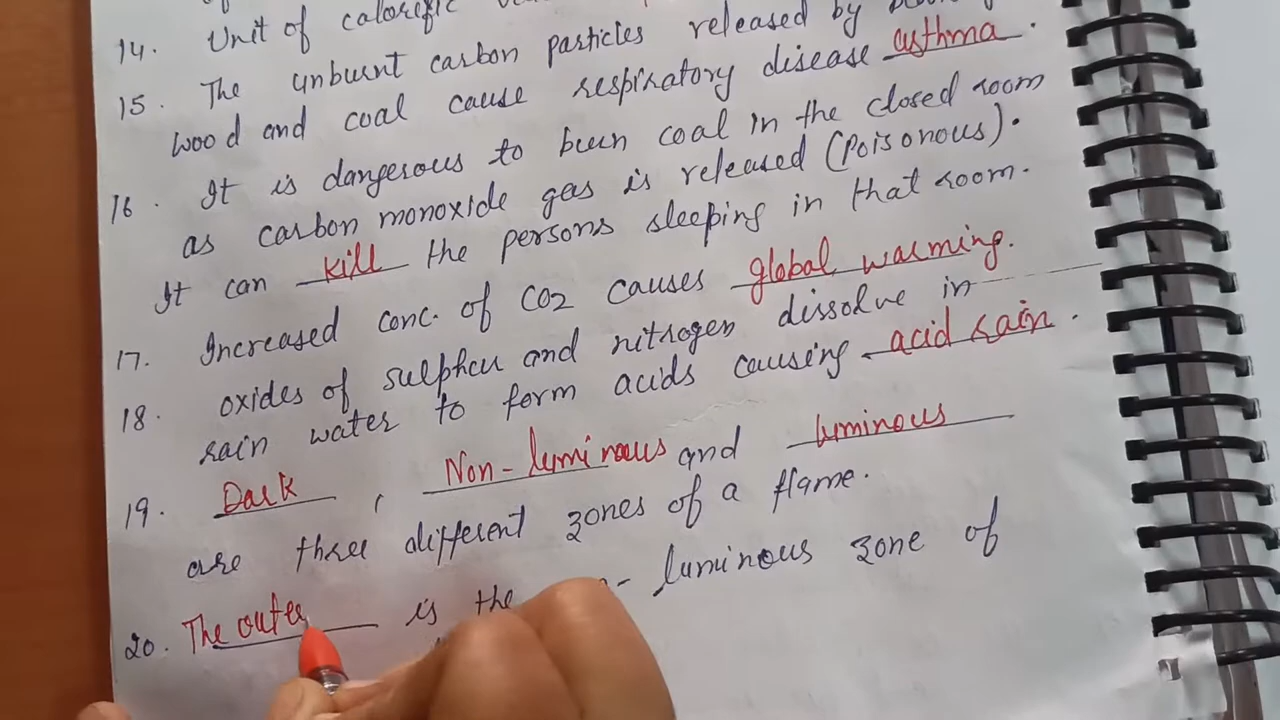 14. Unit of calorific
15. The unburnt carbon particles released by
wood and coal cause respiratory disease asthma.
16. It is dangerous to burn coal in the closed room
as carbon monoxide gas is released (Poisonous).
It can kill the persons sleeping in that room.
17. Increased conc. of CO2 causes global warming.
18. oxides of sulphur and nitrogen dissolve in
rain water to form acids causing acid rain.
19. Dark, Non-luminous and luminous
are three different zones of a flame.
20. The outer is the - luminous zone of